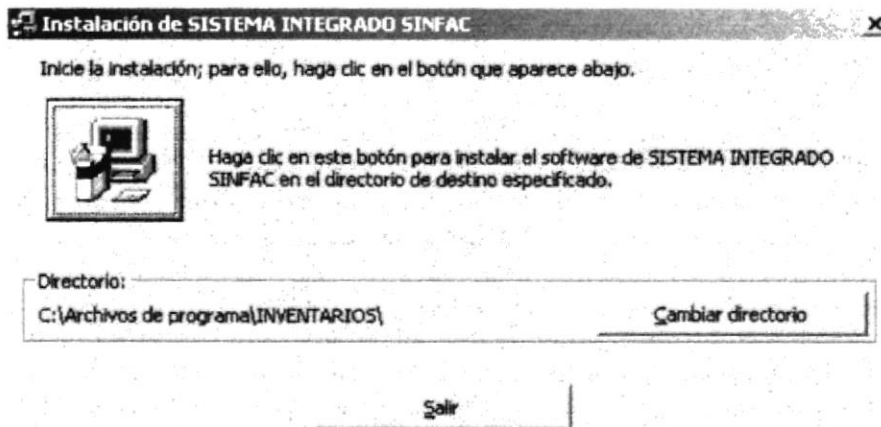 Instalación de SISTEMA INTEGRADO SINFAC
Inicie la instalación; para ello, haga clic en el botón que aparece abajo.
Haga clic en este botón para instalar el software de SISTEMA INTEGRADO
SINFAC en el directorio de destino especificado.
Directorio:
C:\Archivos de programa\INVENTARIOS\
Cambiar directorio
Salir